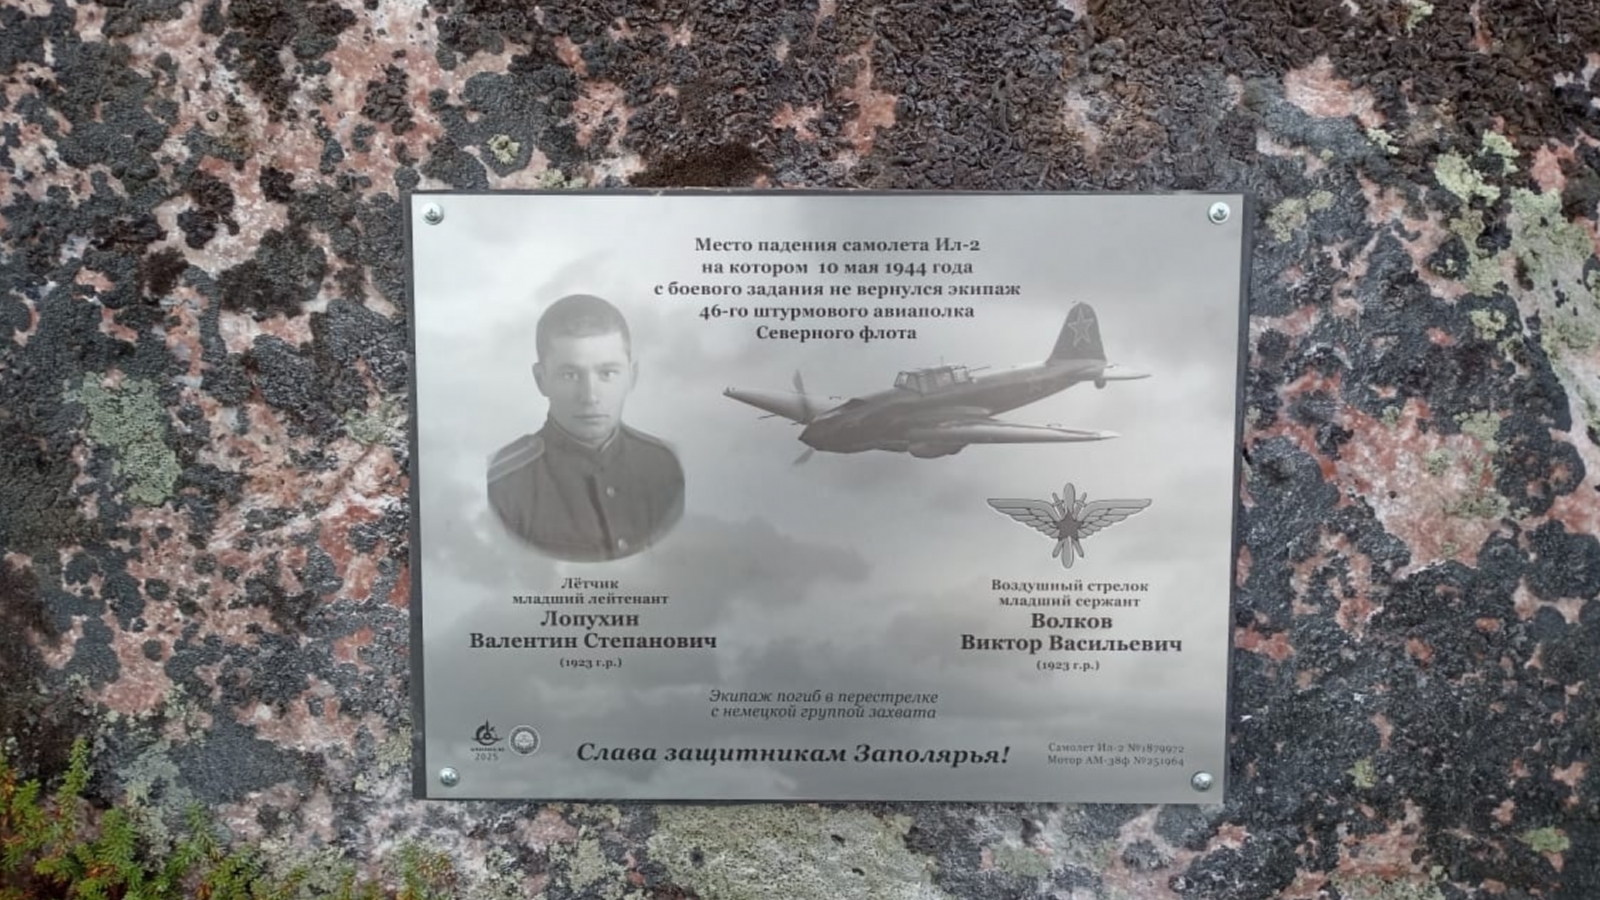 Место падения самолета Ил-2
на котором 10 мая 1944 года
с боевого задания не вернулся экипаж
46-го штурмового авиаполка
Северного флота
Лётчик
младший лейтенант
Лопухин
Валентин Степанович
(1923 г.р.)
Воздушный стрелок
младший сержант
Волков
Виктор Васильевич
(1923 г.р.)
Экипаж погиб в перестрелке
с немецкой группой захвата
2025
Слава защитникам Заполярья!
Самолет Ил-2 №1879972
Мотор АМ-38ф №251964